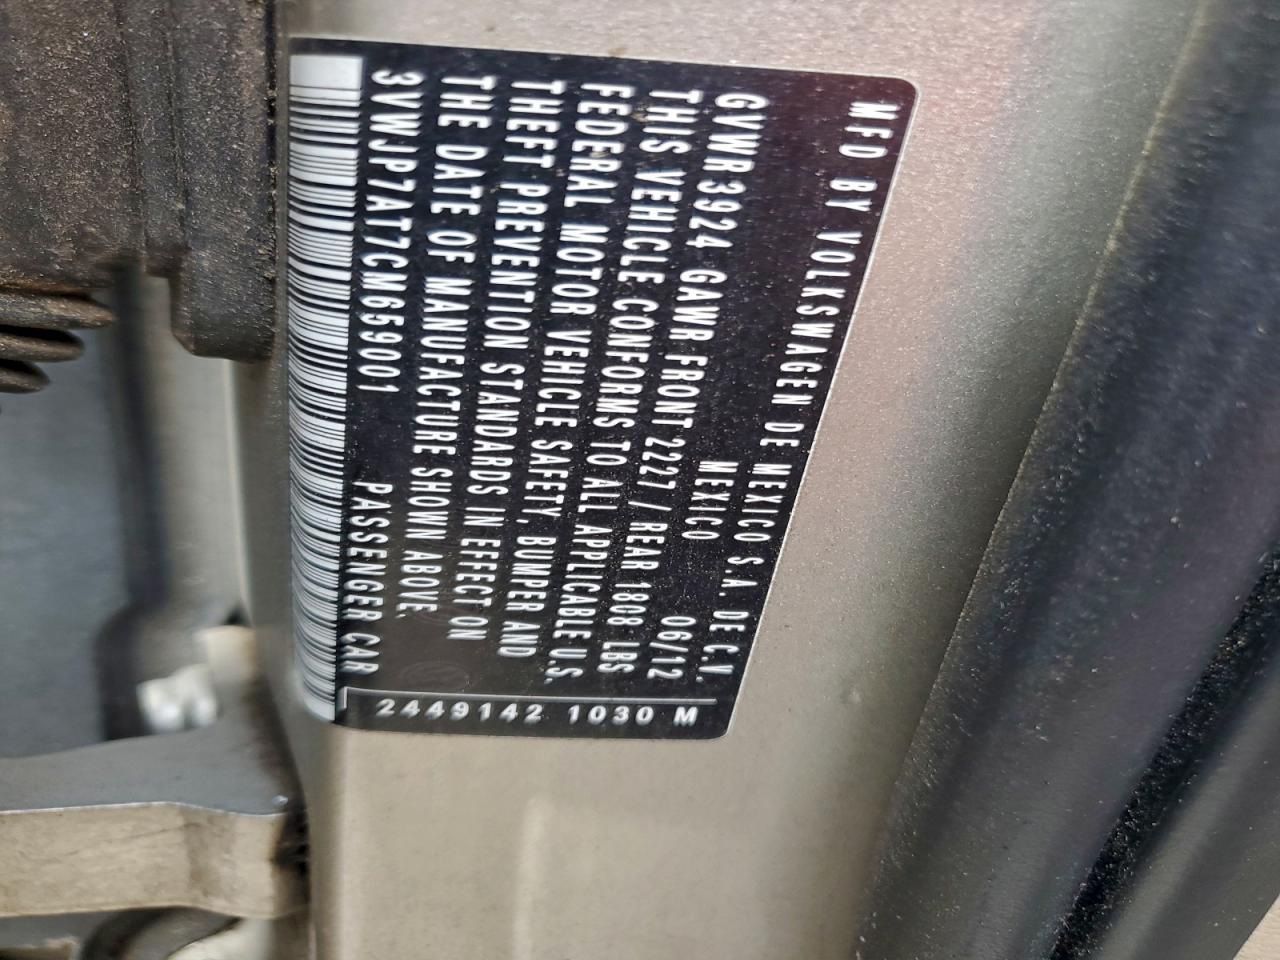 MFD BY VOLKSWAGEN DE MEXICO S.A. DE C.V.
MEXICO 06/12
GVWR 3924 GAWR FRONT 2227 / REAR 1808 LBS
THIS VEHICLE CONFORMS TO ALL APPLICABLE U.S.
FEDERAL MOTOR VEHICLE SAFETY, BUMPER AND
THEFT PREVENTION STANDARDS IN EFFECT ON
THE DATE OF MANUFACTURE SHOWN ABOVE.
3VWJP7AT7CM659001 PASSENGER CAR
2449142 1030 M